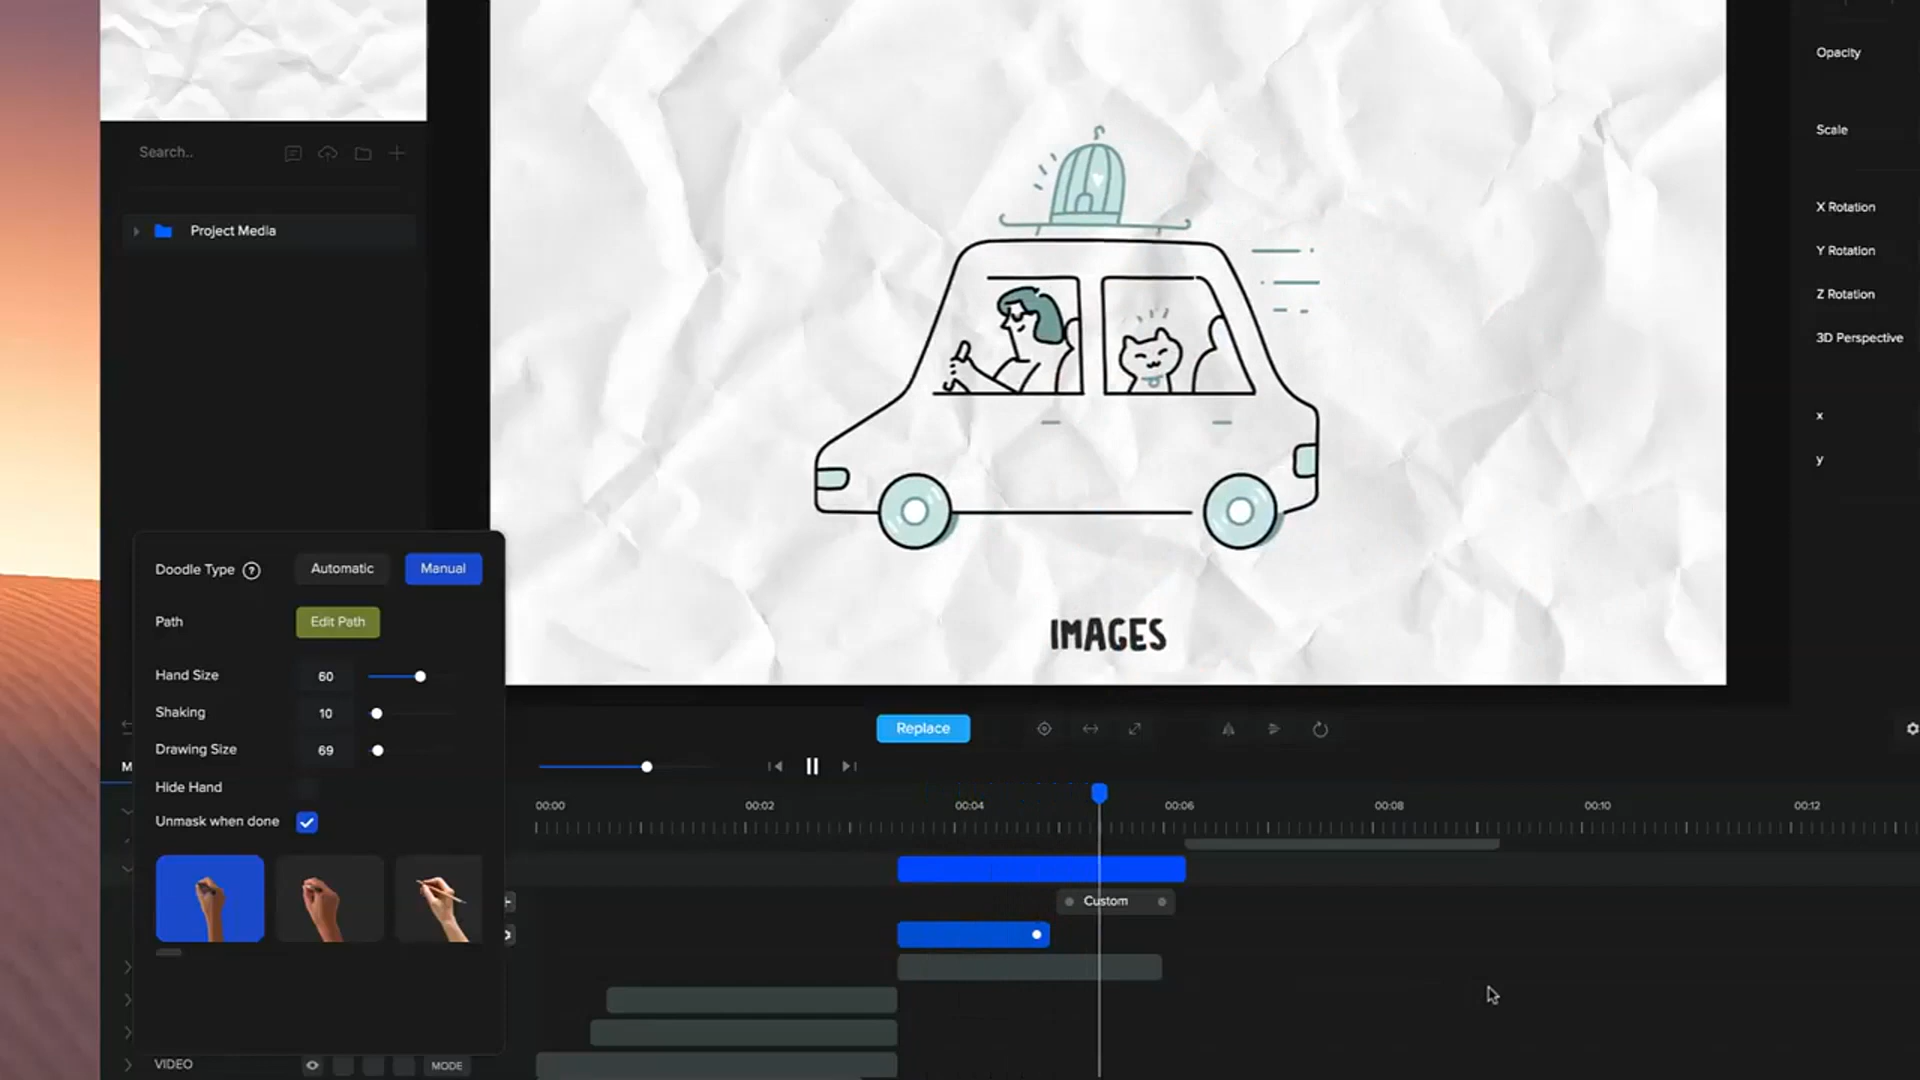 Opacity
Search..
Scale
X Rotation
Project Media
Y Rotation
Z Rotation
3D Perspective
x
y
Doodle Type ? Automatic Manual
Path Edit Path
IMAGES
Hand Size 60
Shaking 10
Replace
Drawing Size 69
M
Hide Hand
00:00 00:02 00:04 00:06 00:08 00:10 00:12
Unmask when done
Custom
VIDEO MODE